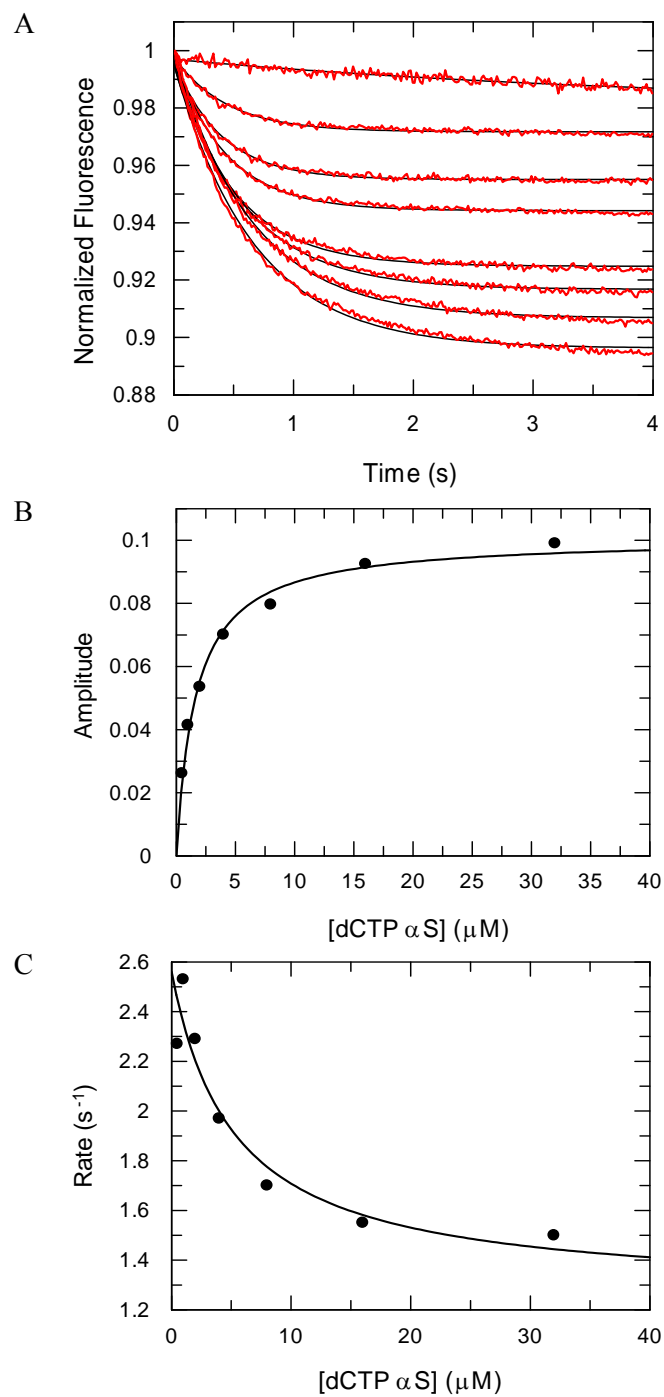 A
1
0.98
0.96
0.94
0.92
0.9
0.88
Normalized Fluorescence
0 1 2 3 4
Time (s)
B
0.1
0.08
0.06
0.04
0.02
0
Amplitude
0 5 10 15 20 25 30 35 40
[dCTP αS] (μM)
C
2.6
2.4
2.2
2
1.8
1.6
1.4
1.2
Rate (s⁻¹)
0 10 20 30 40
[dCTP αS] (μM)